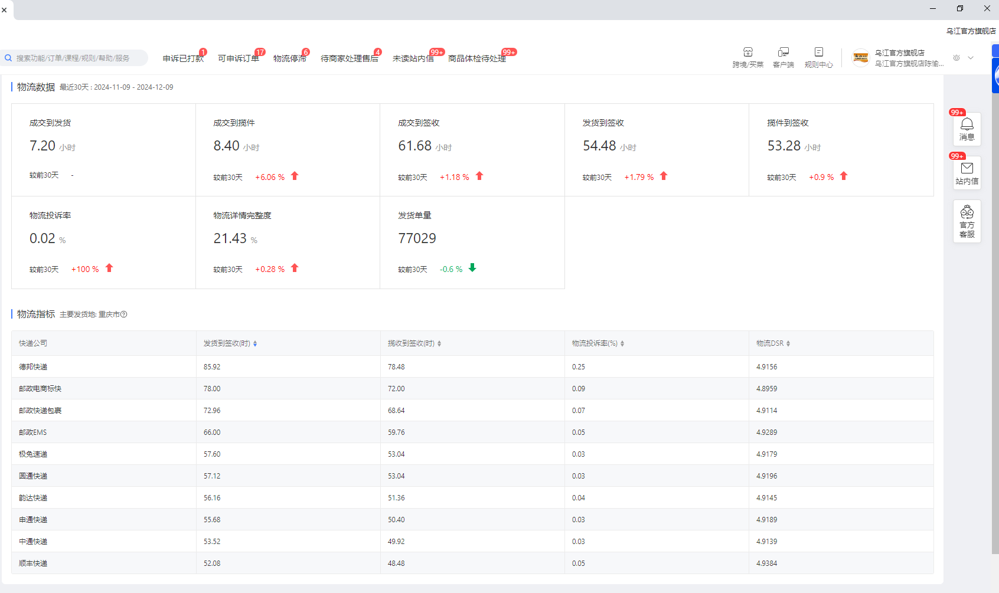 乌江官方旗舰店
搜索功能/订单/课程/规则/帮助/服务
申诉已打款 1
可申诉订单 17
物流停滞 6
待商家处理售后 4
未读站内信 99+
商品体检待处理 99+
跨境/买菜
客户端
规则中心
乌江官方旗舰店
乌江官方旗舰店陈愉...
物流数据 最近30天 : 2024-11-09 - 2024-12-09
成交到发货
7.20 小时
较前30天 -
成交到揽件
8.40 小时
较前30天 +6.06 %
成交到签收
61.68 小时
较前30天 +1.18 %
发货到签收
54.48 小时
较前30天 +1.79 %
揽件到签收
53.28 小时
较前30天 +0.9 %
物流投诉率
0.02 %
较前30天 +100 %
物流详情完整度
21.43 %
较前30天 +0.28 %
发货单量
77029
较前30天 -0.6 %
99+
消息
99+
站内信
官方
客服
物流指标 主要发货地: 重庆市
快递公司 发货到签收(时) 揽收到签收(时) 物流投诉率(%) 物流DSR
德邦快递 85.92 78.48 0.25 4.9156
邮政电商标快 78.00 72.00 0.09 4.8959
邮政快递包裹 72.96 68.64 0.07 4.9114
邮政EMS 66.00 59.76 0.05 4.9289
极兔速递 57.60 53.04 0.03 4.9179
圆通快递 57.12 53.04 0.03 4.9196
韵达快递 56.16 51.36 0.04 4.9145
申通快递 55.68 50.40 0.03 4.9189
中通快递 53.52 49.92 0.03 4.9139
顺丰快递 52.08 48.48 0.05 4.9384